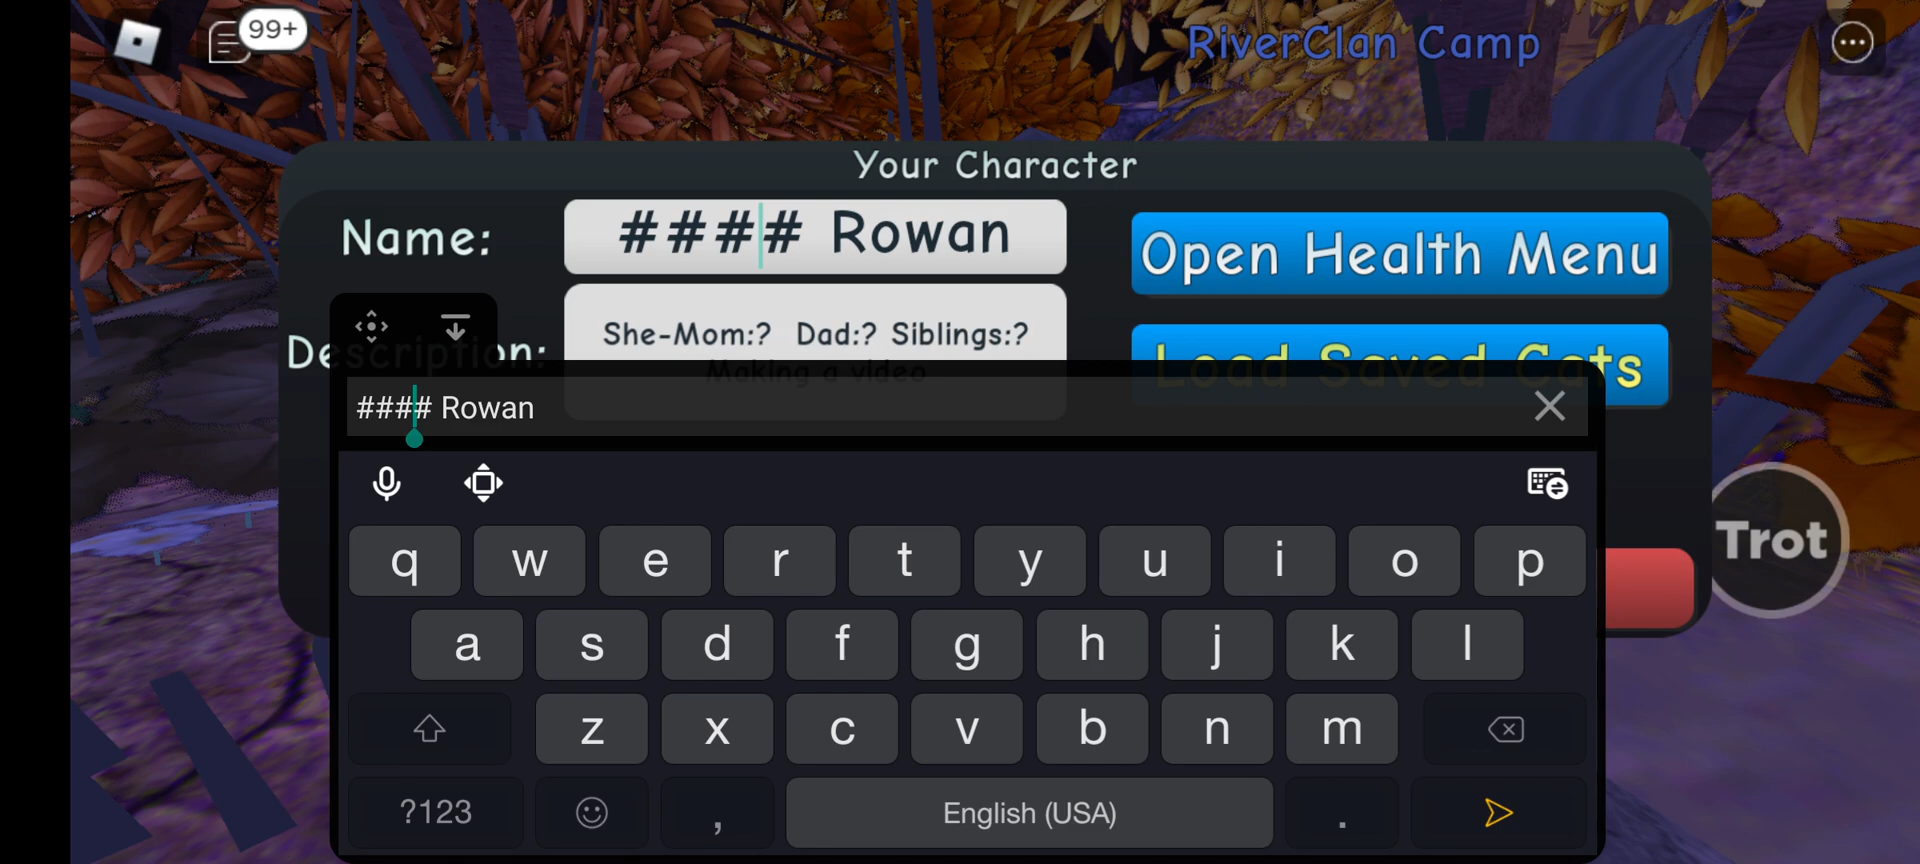 99+
RiverClan Camp
Your Character
Name:
#### Rowan
Open Health Menu
Description:
She-Mom:? Dad:? Siblings:?
Making a video
Load Saved Cats
#### Rowan
Trot
q w e r t y u i o p
a s d f g h j k l
z x c v b n m
?123 , English (USA) .